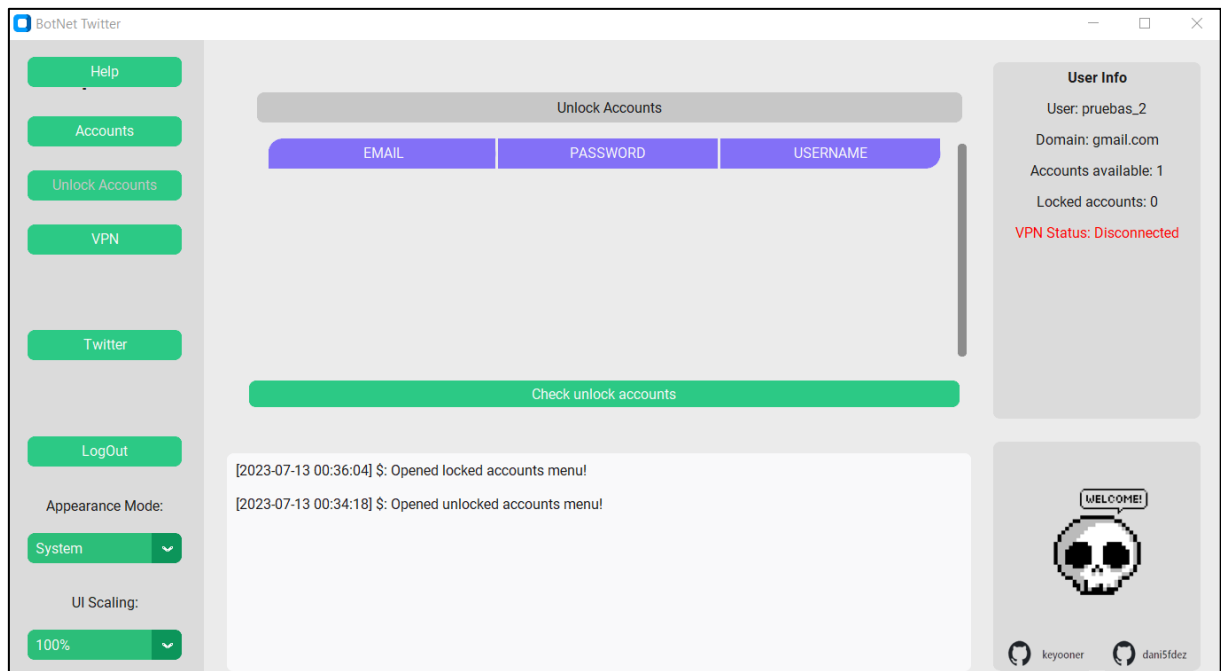 BotNet Twitter
Help
Accounts
Unlock Accounts
VPN
Twitter
LogOut
Appearance Mode:
System
UI Scaling:
100%
Unlock Accounts
EMAIL PASSWORD USERNAME
Check unlock accounts
[2023-07-13 00:36:04] $: Opened locked accounts menu!
[2023-07-13 00:34:18] $: Opened unlocked accounts menu!
User Info
User: pruebas_2
Domain: gmail.com
Accounts available: 1
Locked accounts: 0
VPN Status: Disconnected
WELCOME!
keyooner dani5fdez